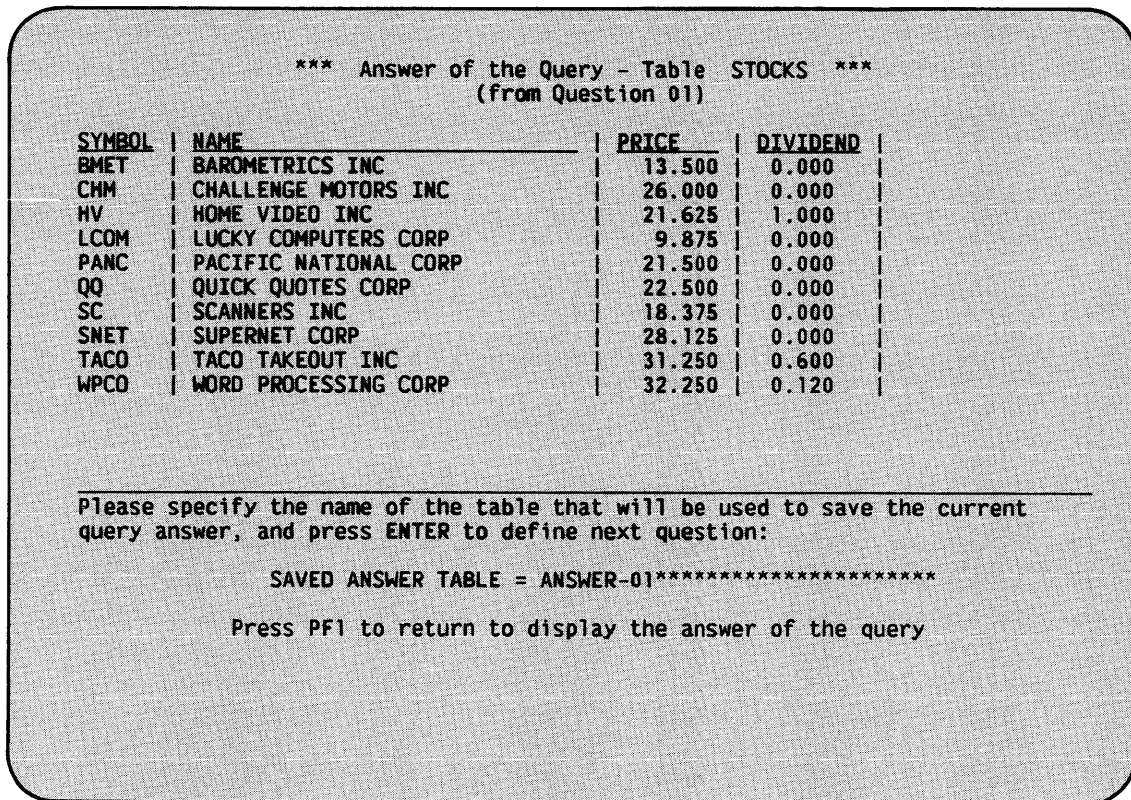 *** Answer of the Query - Table STOCKS ***
(from Question 01)
SYMBOL | NAME | PRICE | DIVIDEND |
BMET | BAROMETRICS INC | 13.500 | 0.000 |
CHM | CHALLENGE MOTORS INC | 26.000 | 0.000 |
HV | HOME VIDEO INC | 21.625 | 1.000 |
LCOM | LUCKY COMPUTERS CORP | 9.875 | 0.000 |
PANC | PACIFIC NATIONAL CORP | 21.500 | 0.000 |
QQ | QUICK QUOTES CORP | 22.500 | 0.000 |
SC | SCANNERS INC | 18.375 | 0.000 |
SNET | SUPERNET CORP | 28.125 | 0.000 |
TACO | TACO TAKEOUT INC | 31.250 | 0.600 |
WPCO | WORD PROCESSING CORP | 32.250 | 0.120 |
Please specify the name of the table that will be used to save the current
query answer, and press ENTER to define next question:
SAVED ANSWER TABLE = ANSWER-01***********************
Press PF1 to return to display the answer of the query